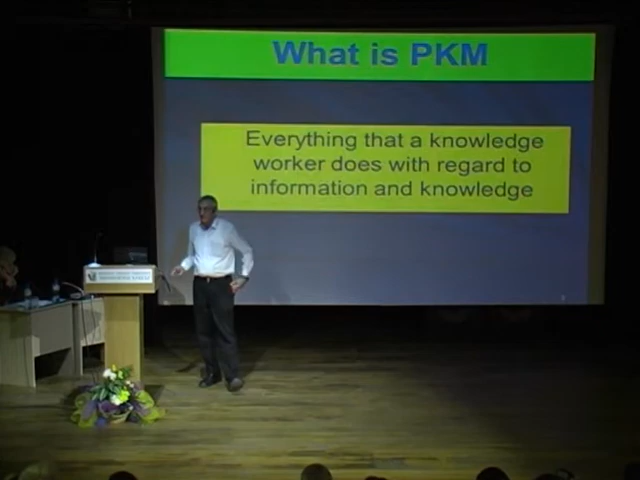 What is PKM
Everything that a knowledge
worker does with regard to
information and knowledge